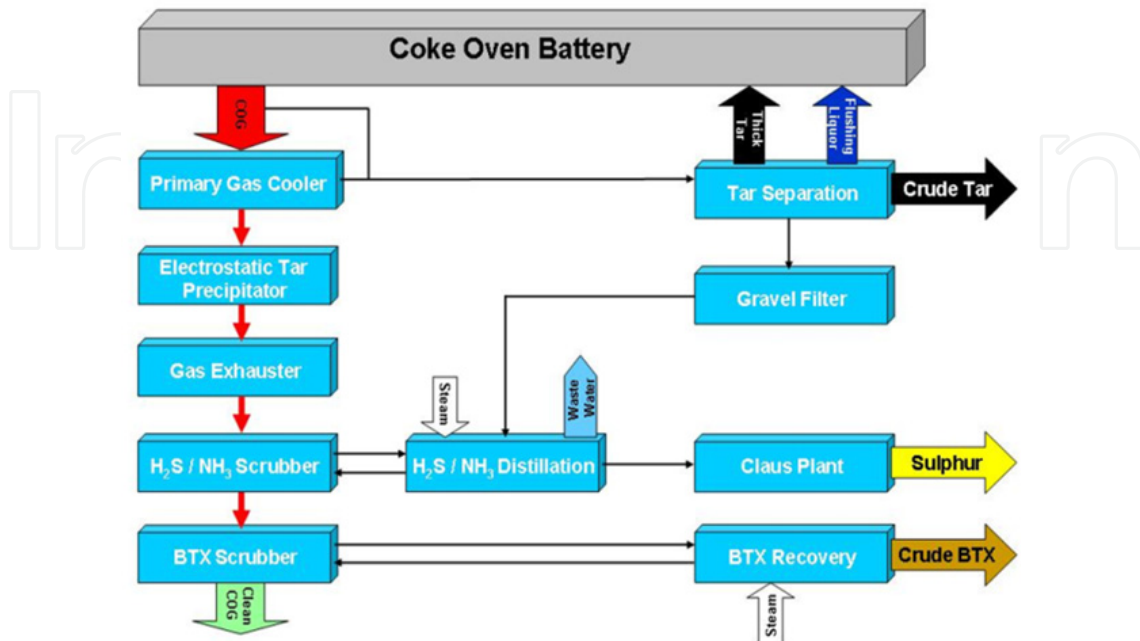 Coke Oven Battery
COG
Thick
Tar
Flushing
Liquor
Primary Gas Cooler
Tar Separation
Crude Tar
Electrostatic Tar
Precipitator
Gravel Filter
Gas Exhauster
Steam
Waste
Water
H₂S / NH₃ Scrubber
H₂S / NH₃ Distillation
Claus Plant
Sulphur
BTX Scrubber
BTX Recovery
Crude BTX
Clean
COG
Steam